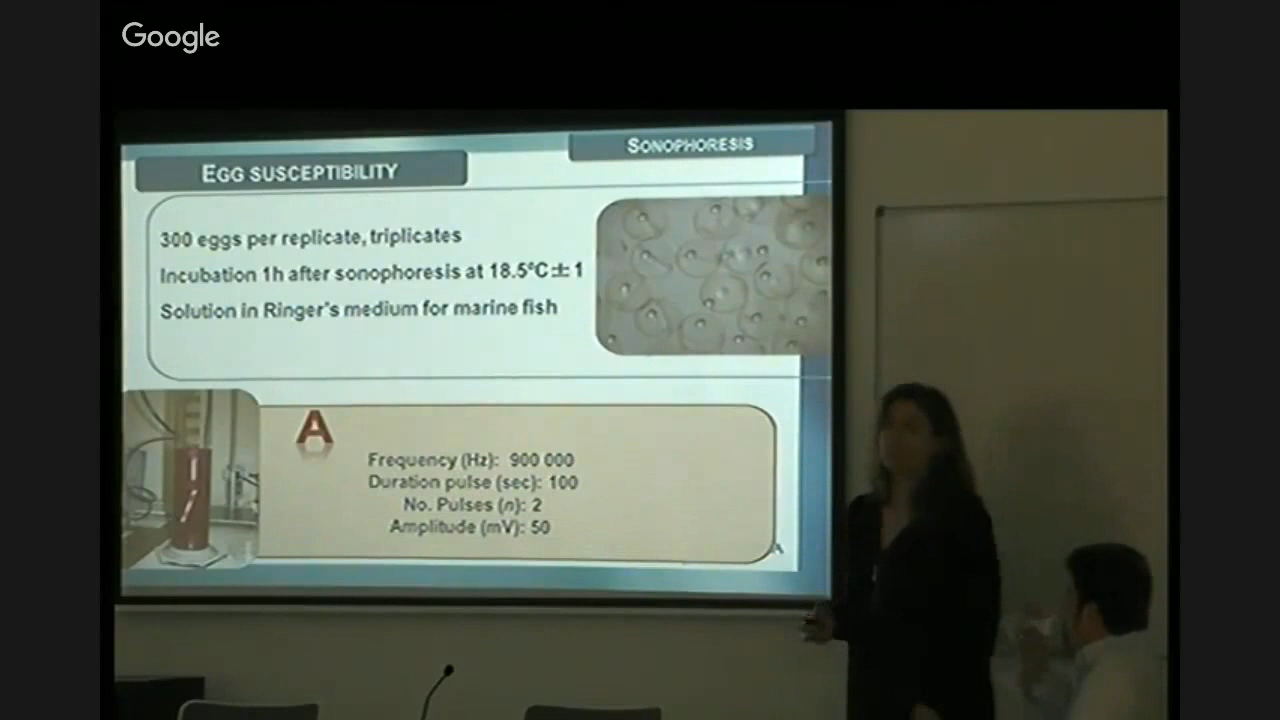 Google
SONOPHORESIS
EGG SUSCEPTIBILITY
300 eggs per replicate, triplicates
Incubation 1h after sonophoresis at 18.5ºC ± 1
Solution in Ringer's medium for marine fish
A
Frequency (Hz): 900 000
Duration pulse (sec): 100
No. Pulses (n): 2
Amplitude (mV): 50